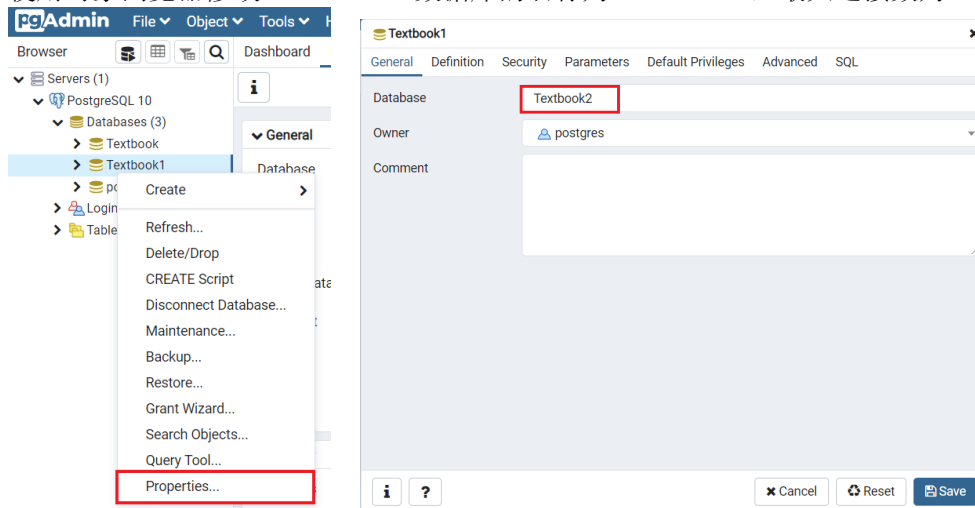 pgAdmin File Object Tools
Browser
Dashboard
Servers (1)
PostgreSQL 10
Databases (3)
Textbook
Textbook1
Login
Table
General
Database
Create
Refresh...
Delete/Drop
CREATE Script
Disconnect Database...
Maintenance...
Backup...
Restore...
Grant Wizard...
Search Objects...
Query Tool...
Properties...
Textbook1
General Definition Security Parameters Default Privileges Advanced SQL
Database
Textbook2
Owner
postgres
Comment
i ?
Cancel Reset Save